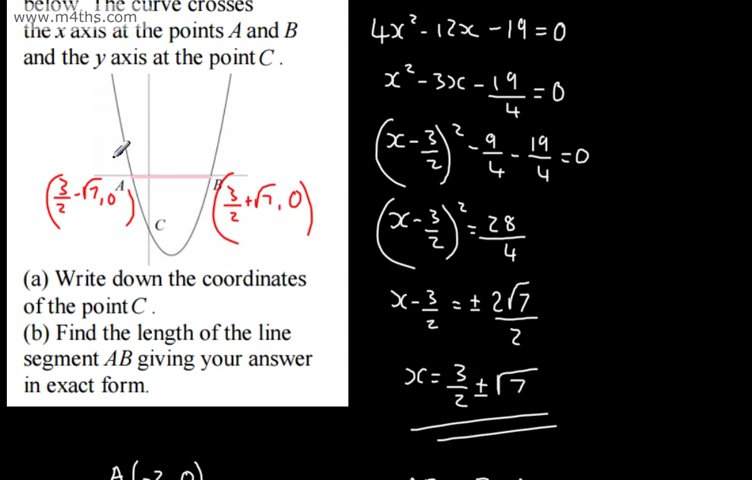 below. The curve crosses
www.m4ths.com
the x axis at the points A and B
and the y axis at the point C .
A
B
(3/2 - √7, 0)
(3/2 + √7, 0)
C
(a) Write down the coordinates
of the point C .
(b) Find the length of the line
segment AB giving your answer
in exact form.
A(-2, 0)
4x² - 12x - 19 = 0
x² - 3x - 19/4 = 0
(x - 3/2)² - 9/4 - 19/4 = 0
(x - 3/2)² = 28/4
x - 3/2 = ± 2√7/2
x = 3/2 ± √7